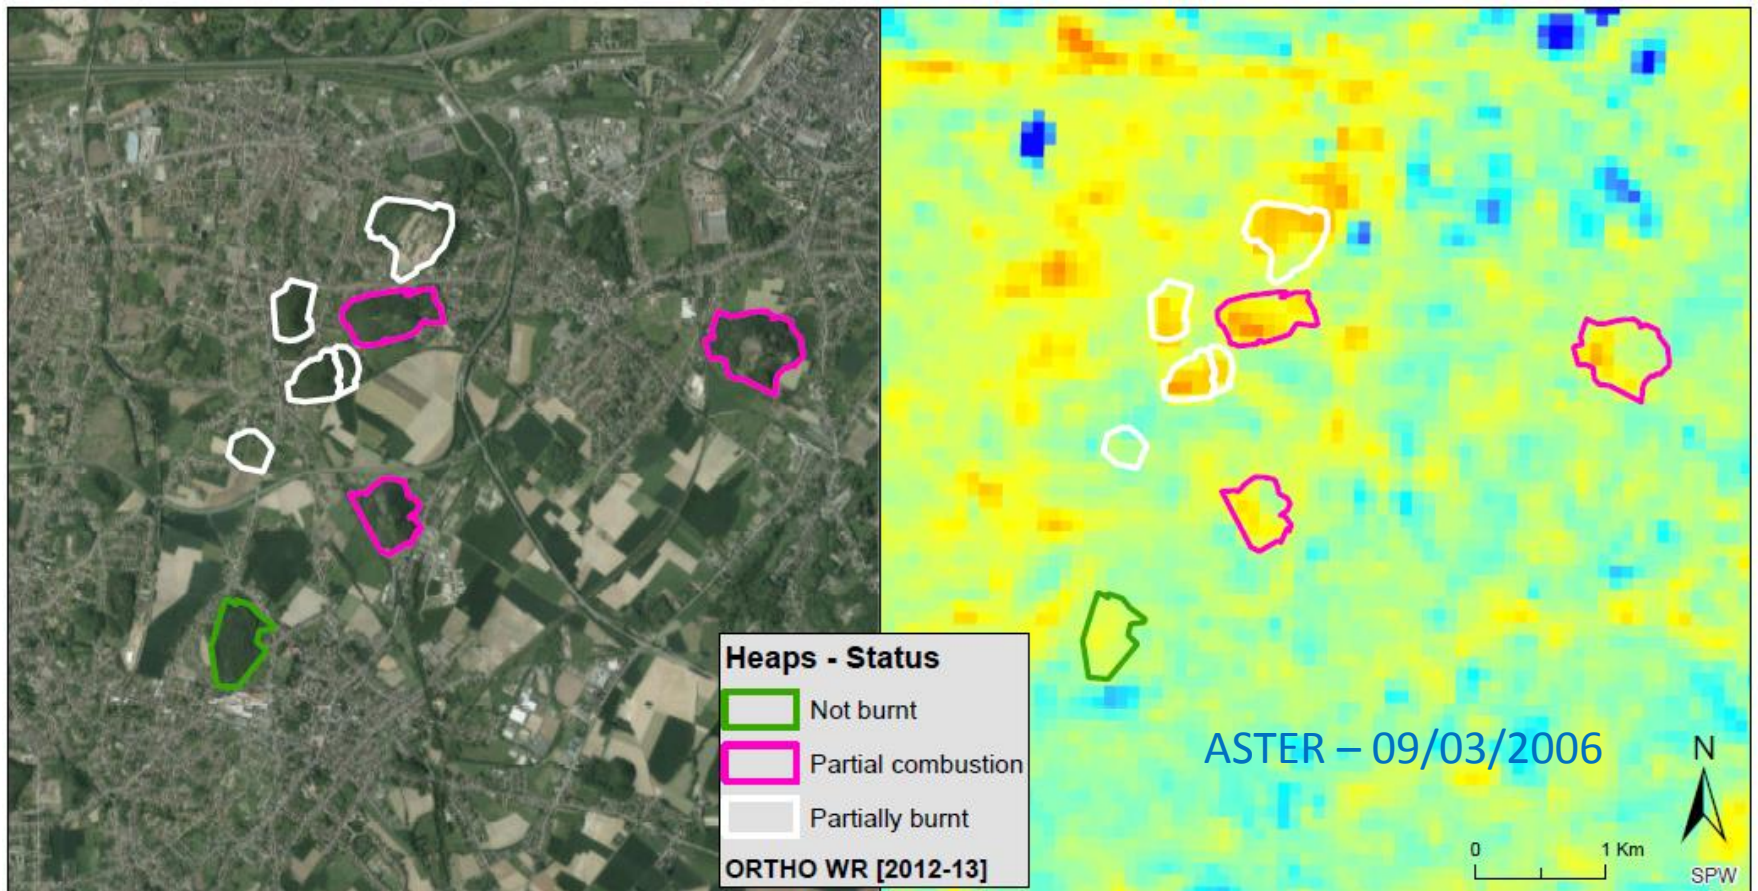 Heaps - Status
Not burnt
Partial combustion
Partially burnt
ORTHO WR [2012-13]
ASTER – 09/03/2006
N
0 1 Km
SPW